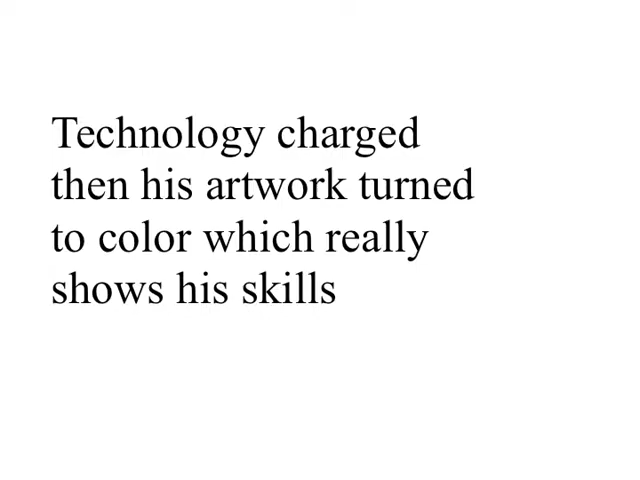 Technology charged
then his artwork turned
to color which really
shows his skills